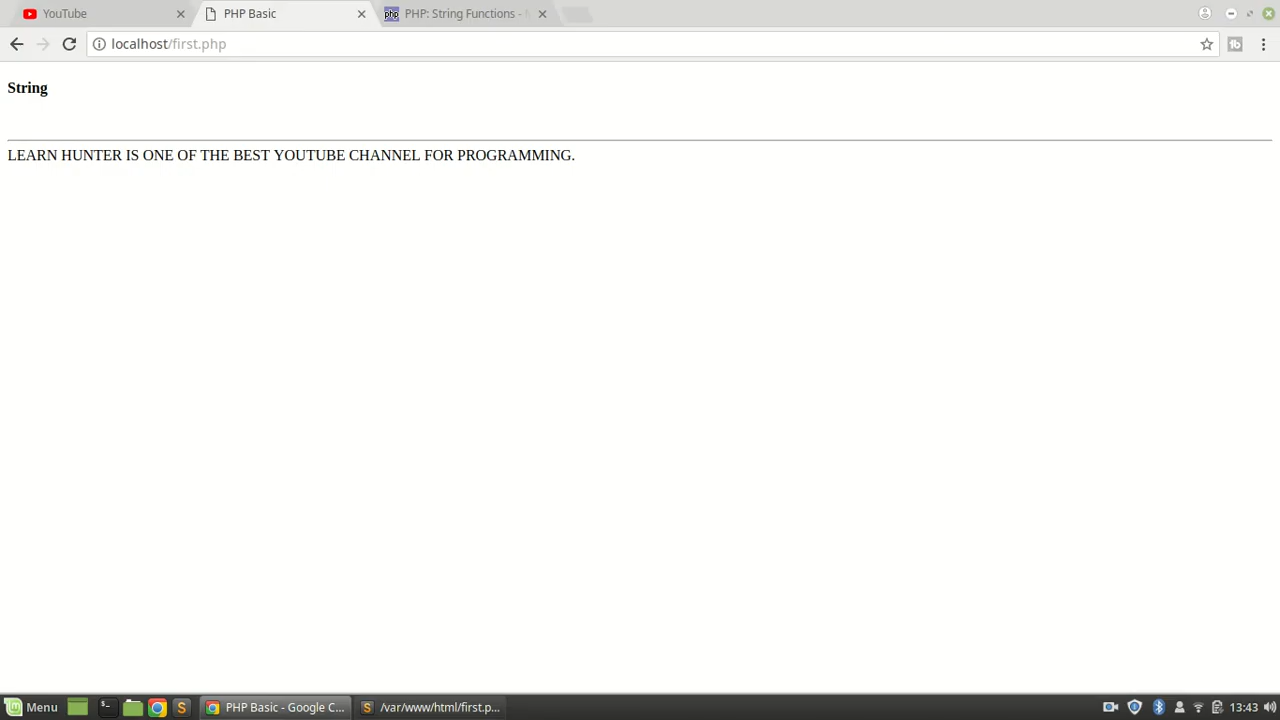 YouTube
PHP Basic
PHP: String Functions -
localhost/first.php
String
LEARN HUNTER IS ONE OF THE BEST YOUTUBE CHANNEL FOR PROGRAMMING.
Menu
PHP Basic - Google C...
/var/www/html/first.p...
13:43